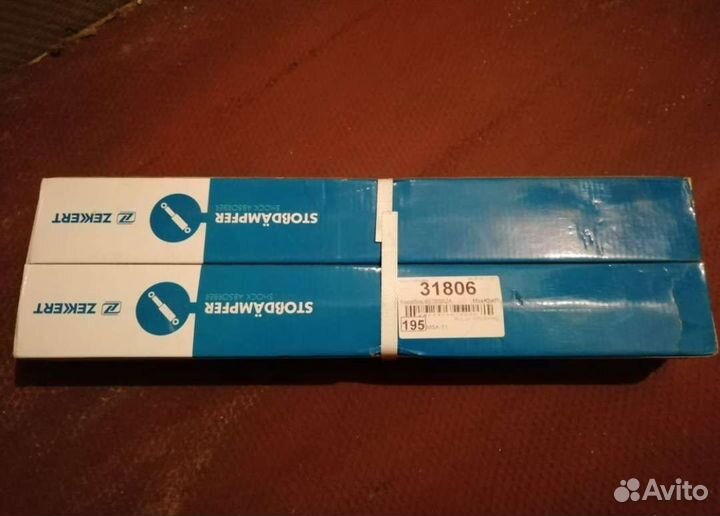 ZEKKERT
STOßDÄMPFER
SHOCK ABSORBER
ZEKKERT
STOßDÄMPFER
SHOCK ABSORBER
31806
195
Avito